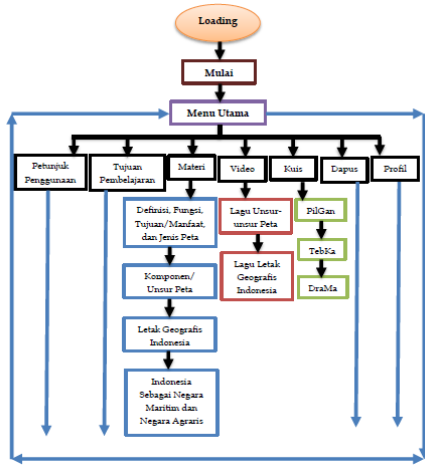 Loading
Mulai
Menu Utama
Petunjuk
Penggunaan
Tujuan
Pembelajaran
Materi
Video
Kuis
Dapus
Profil
Definisi, Fungsi,
Tujuan/Manfaat,
dan Jenis Peta
Komponen/
Unsur Peta
Letak Geografis
Indonesia
Indonesia
Sebagai Negara
Maritim dan
Negara Agraris
Lagu Unsur-
unsur Peta
Lagu Letak
Geografis
Indonesia
PilGan
TebKa
DraMa